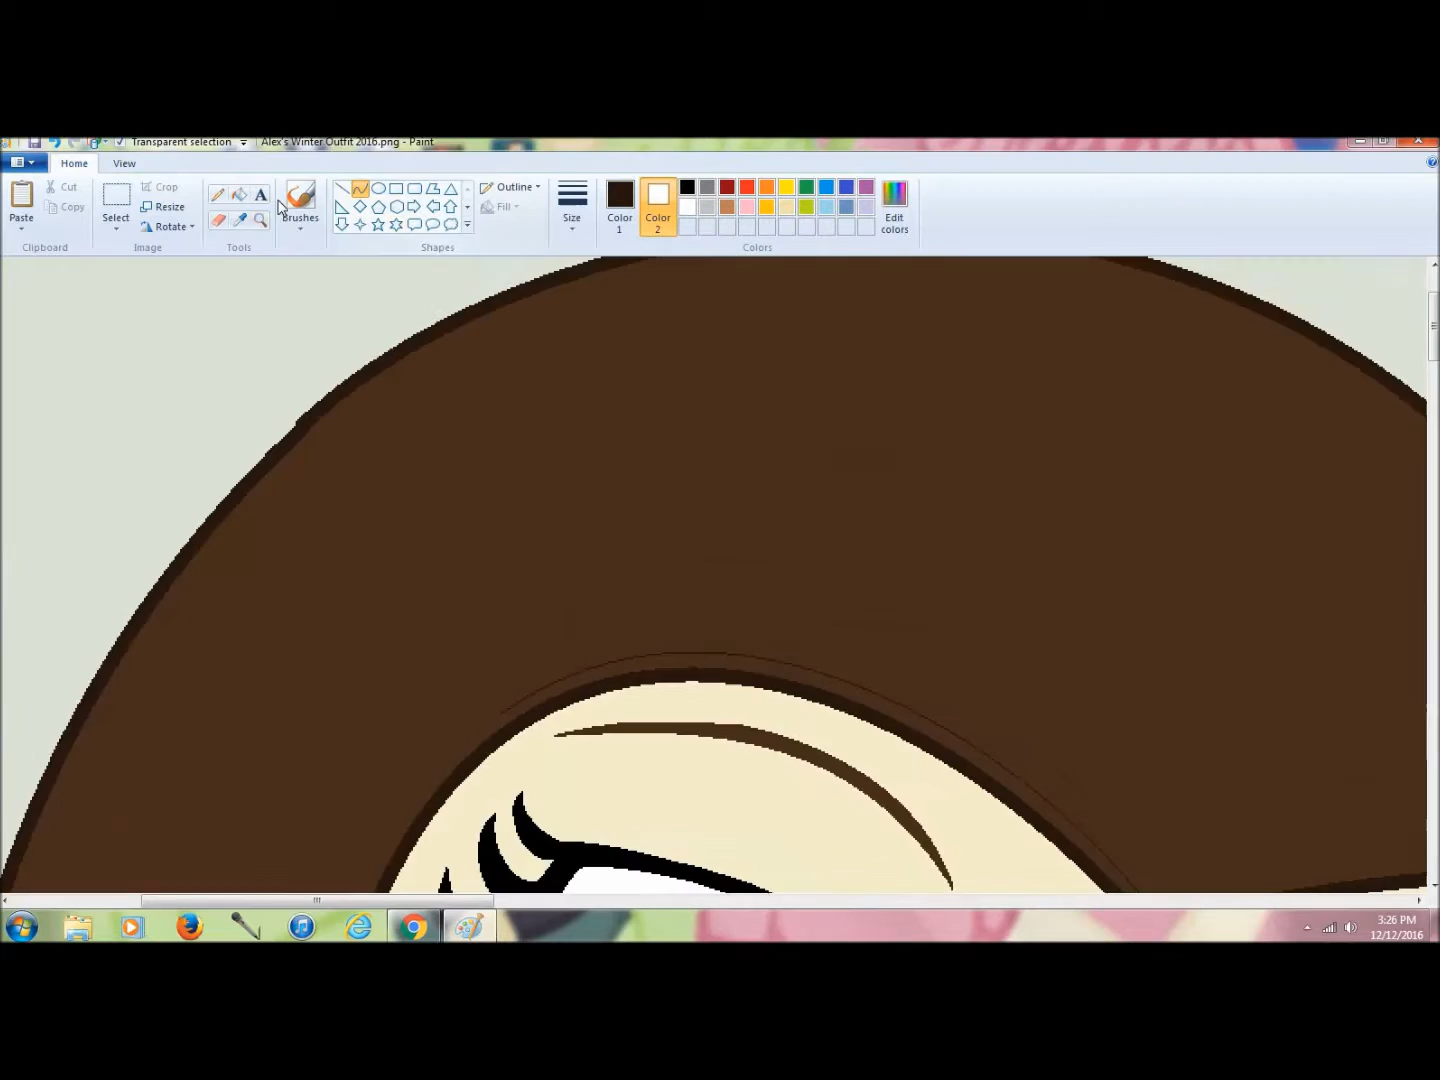 Transparent selection Alex's Winter Outfit 2016.png - Paint
Home View
Paste
Cut
Copy
Clipboard
Select
Crop
Resize
Rotate
Image
A
Tools
Brushes
Outline
Fill
Shapes
Size
Color
1
Color
2
Edit
colors
Colors
3:26 PM
12/12/2016